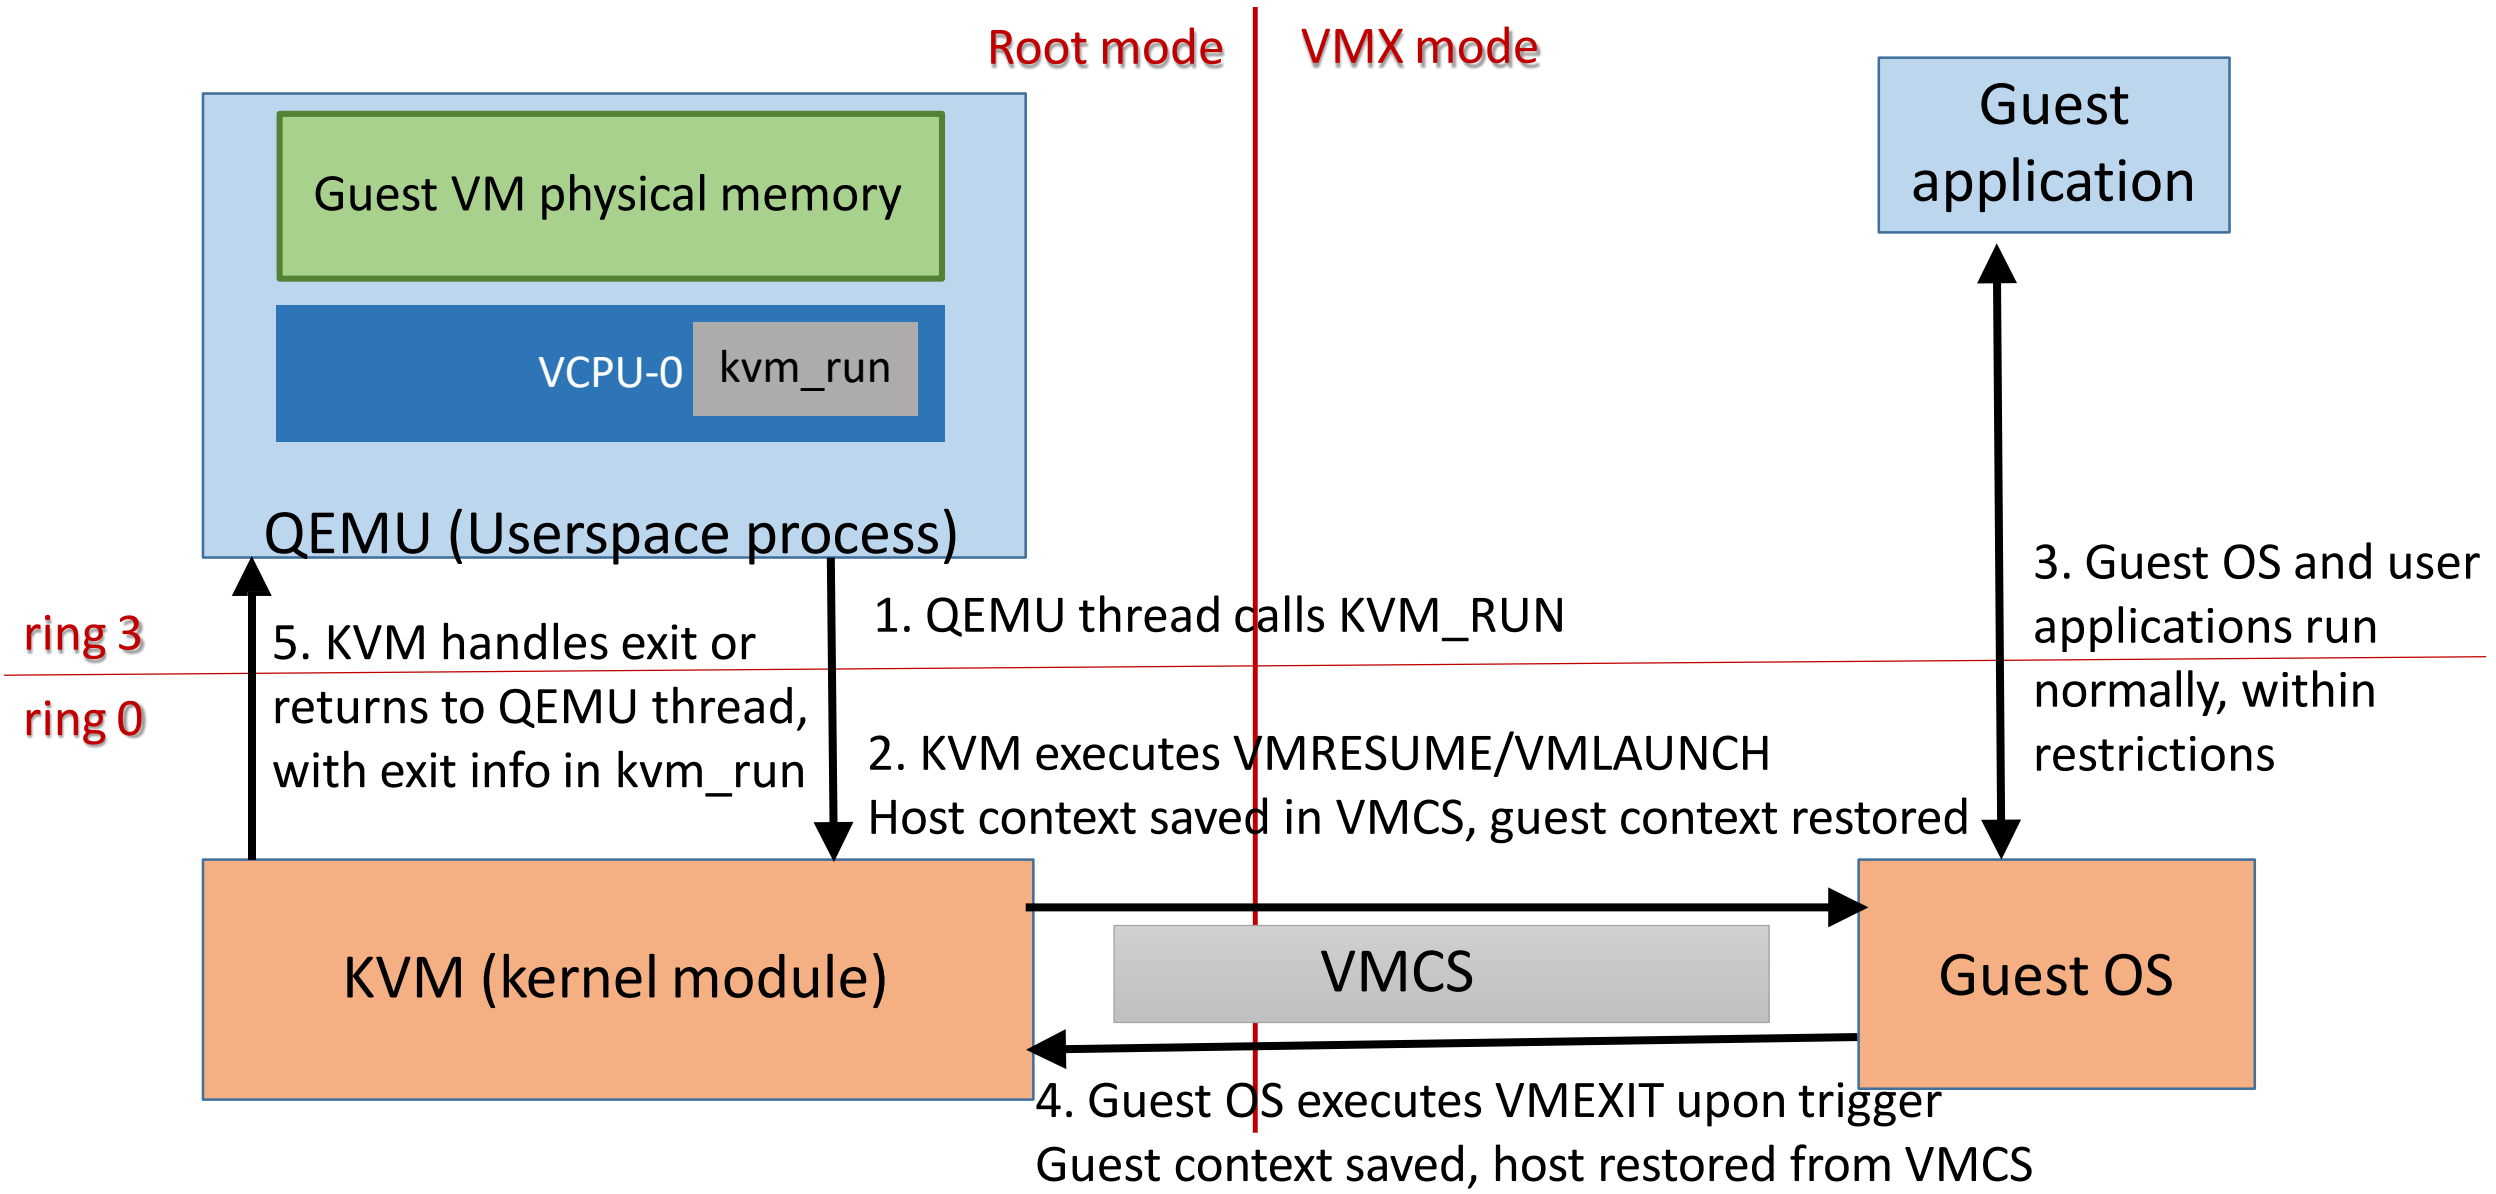 Root mode
VMX mode
Guest
application
Guest VM physical memory
VCPU-0
kvm_run
QEMU (Userspace process)
ring 3
ring 0
1. QEMU thread calls KVM_RUN
5. KVM handles exit or
returns to QEMU thread,
with exit info in kvm_run
2. KVM executes VMRESUME/VMLAUNCH
Host context saved in VMCS, guest context restored
3. Guest OS and user
applications run
normally, within
restrictions
KVM (kernel module)
VMCS
Guest OS
4. Guest OS executes VMEXIT upon trigger
Guest context saved, host restored from VMCS